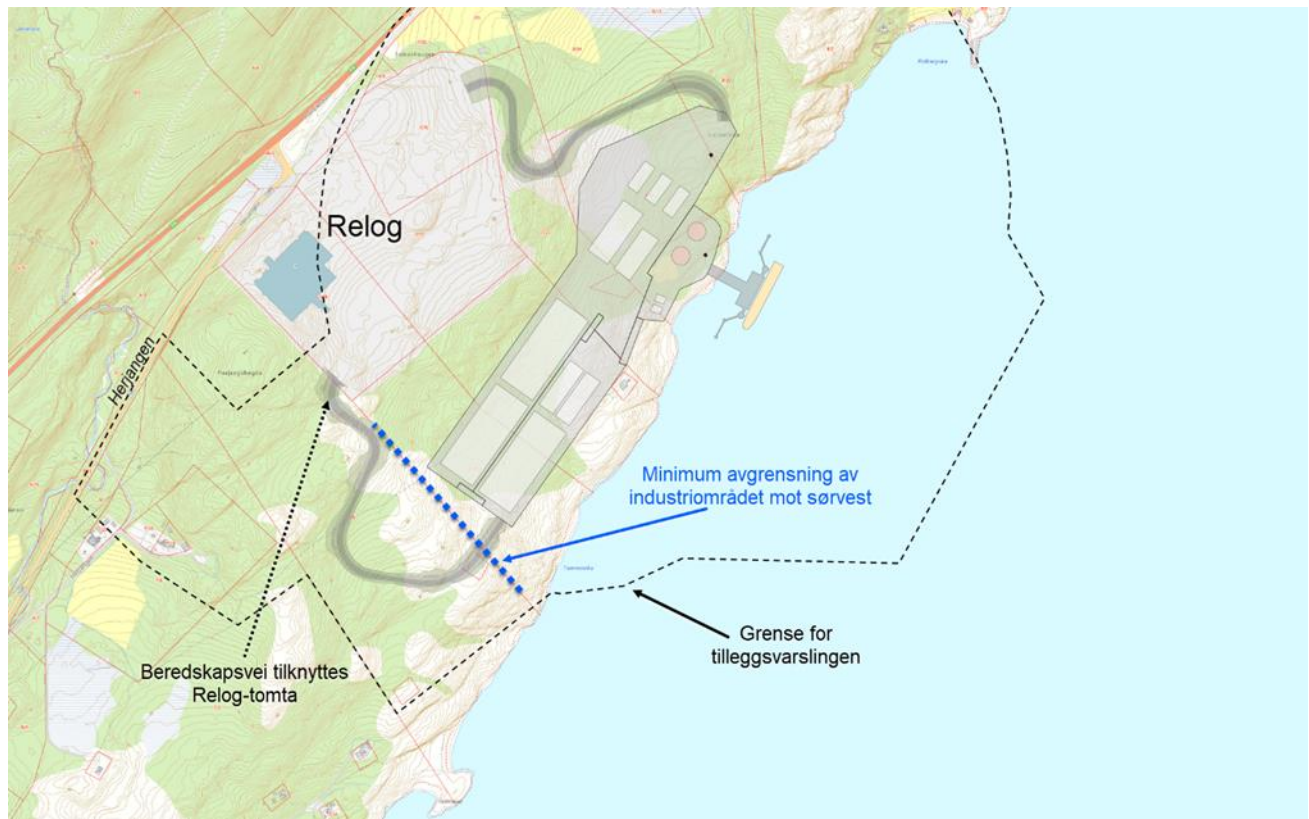 Relog
Herjangen
Minimum avgrensning av
industriområdet mot sørvest
Grense for
tilleggsvarslingen
Beredskapsvei tilknyttes
Relog-tomta